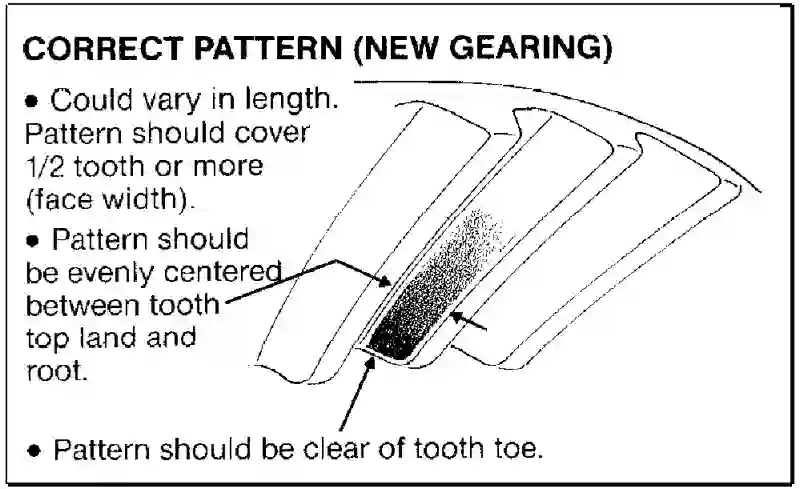 CORRECT PATTERN (NEW GEARING)
• Could vary in length.
Pattern should cover
1/2 tooth or more
(face width).
• Pattern should
be evenly centered
between tooth
top land and
root.
• Pattern should be clear of tooth toe.